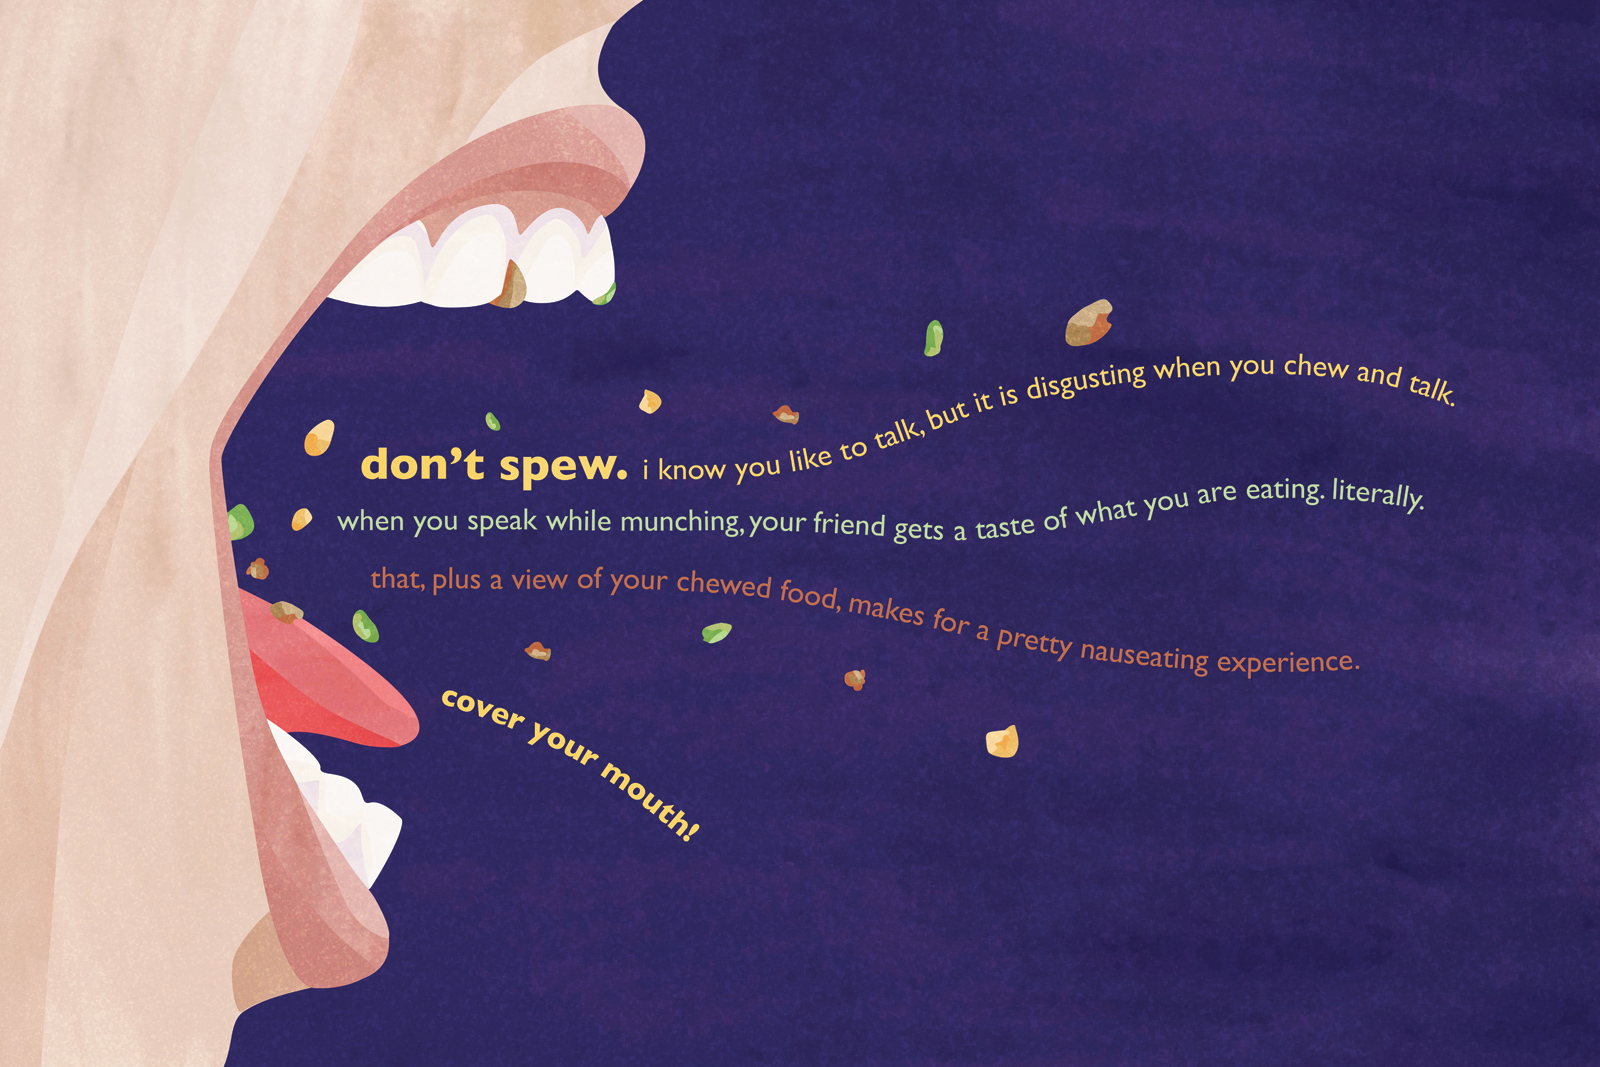 don't spew. i know you like to talk, but it is disgusting when you chew and talk.
when you speak while munching, your friend gets a taste of what you are eating. literally.
that, plus a view of your chewed food, makes for a pretty nauseating experience.
cover your mouth!